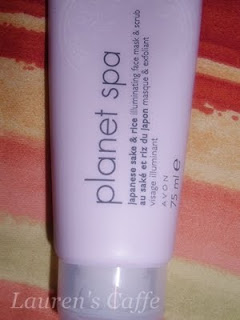 planet spa
japanese sake & rice illuminating face mask & scrub
au saké et riz du japon masque & exfoliant
visage illuminant
AVON
75 ml e
Lauren's Caffe